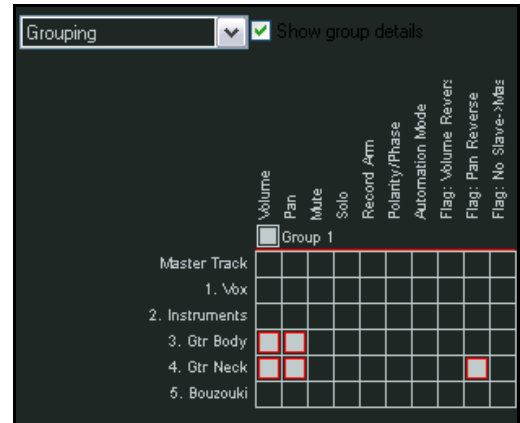 Grouping
Show group details
Volume
Pan
Mute
Solo
Record Arm
Polarity/Phase
Automation Mode
Flag: Volume Revers
Flag: Pan Reverse
Flag: No Slave->Mas
Group 1
Master Track
1. Vox
2. Instruments
3. Gtr Body
4. Gtr Neck
5. Bouzouki